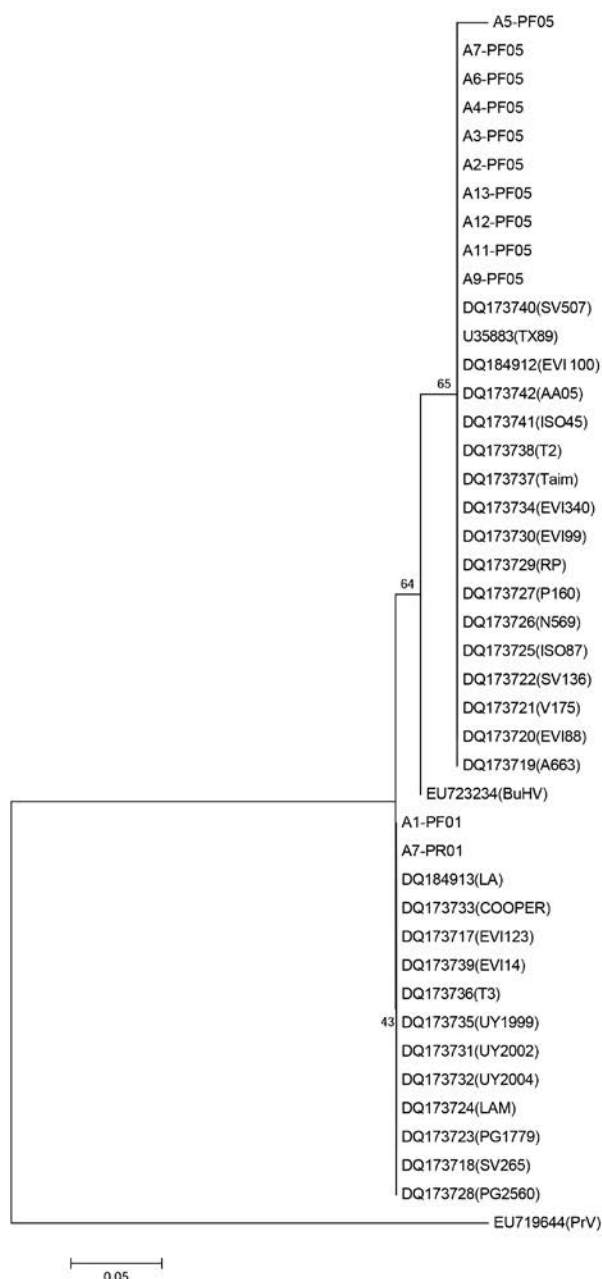 A5-PF05
A7-PF05
A6-PF05
A4-PF05
A3-PF05
A2-PF05
A13-PF05
A12-PF05
A11-PF05
A9-PF05
DQ173740(SV507)
U35883(TX89)
DQ184912(EVI 100)
65
DQ173742(AA05)
DQ173741(ISO45)
DQ173738(T2)
DQ173737(Taim)
DQ173734(EVI340)
DQ173730(EVI99)
DQ173729(RP)
64
DQ173727(P160)
DQ173726(N569)
DQ173725(ISO87)
DQ173722(SV136)
DQ173721(V175)
DQ173720(EVI88)
DQ173719(A663)
EU723234(BuHV)
A1-PF01
A7-PR01
DQ184913(LA)
DQ173733(COOPER)
DQ173717(EVI123)
DQ173739(EVI14)
DQ173736(T3)
43
DQ173735(UY1999)
DQ173731(UY2002)
DQ173732(UY2004)
DQ173724(LAM)
DQ173723(PG1779)
DQ173718(SV265)
DQ173728(PG2560)
EU719644(PrV)
0.05